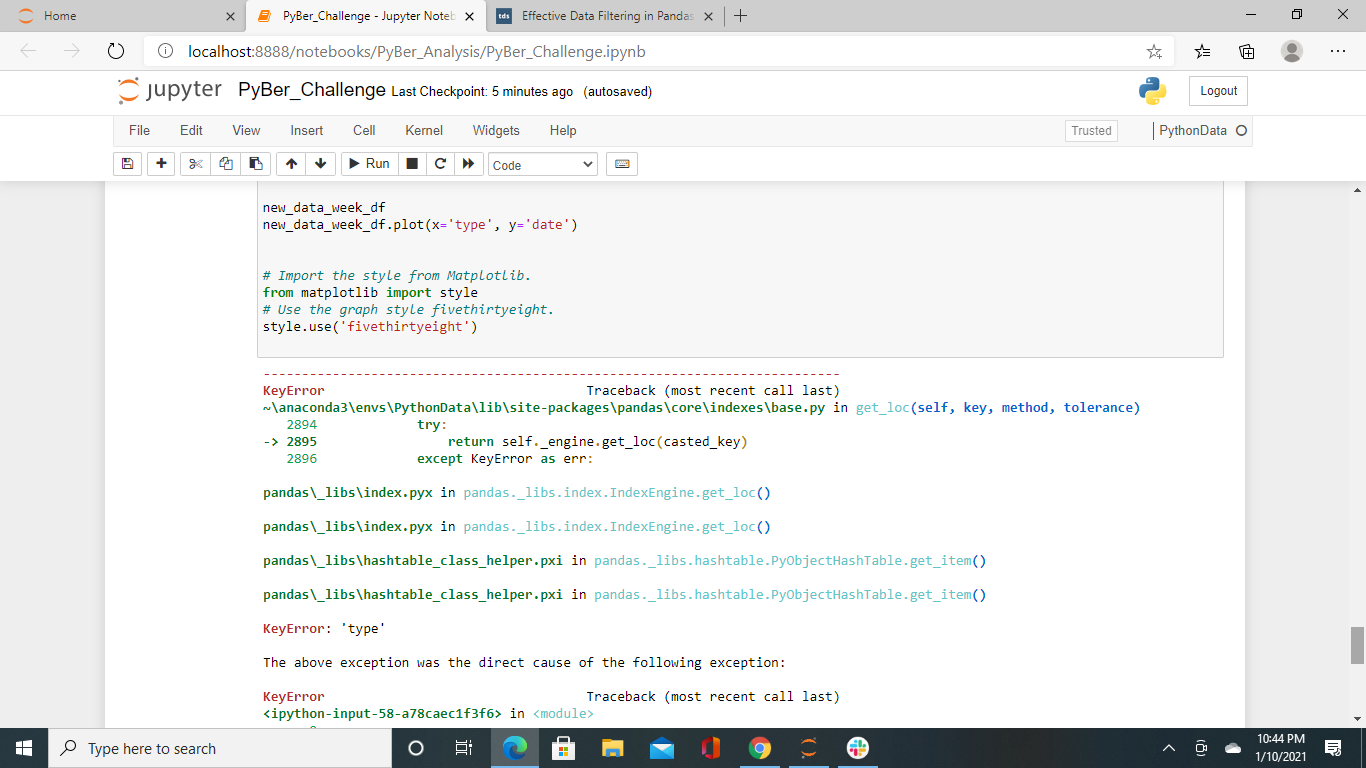 Home
PyBer_Challenge - Jupyter Noteb
tds Effective Data Filtering in Pandas
localhost:8888/notebooks/PyBer_Analysis/PyBer_Challenge.ipynb
jupyter PyBer_Challenge Last Checkpoint: 5 minutes ago (autosaved)
Logout
File Edit View Insert Cell Kernel Widgets Help
Trusted
PythonData
Run
Code
new_data_week_df
new_data_week_df.plot(x='type', y='date')
# Import the style from Matplotlib.
from matplotlib import style
# Use the graph style fivethirtyeight.
style.use('fivethirtyeight')
---------------------------------------------------------------------------
KeyError                                  Traceback (most recent call last)
~\anaconda3\envs\PythonData\lib\site-packages\pandas\core\indexes\base.py in get_loc(self, key, method, tolerance)
   2894             try:
-> 2895                 return self._engine.get_loc(casted_key)
   2896             except KeyError as err:
pandas\_libs\index.pyx in pandas._libs.index.IndexEngine.get_loc()
pandas\_libs\index.pyx in pandas._libs.index.IndexEngine.get_loc()
pandas\_libs\hashtable_class_helper.pxi in pandas._libs.hashtable.PyObjectHashTable.get_item()
pandas\_libs\hashtable_class_helper.pxi in pandas._libs.hashtable.PyObjectHashTable.get_item()
KeyError: 'type'
The above exception was the direct cause of the following exception:
KeyError                                  Traceback (most recent call last)
<ipython-input-58-a78caec1f3f6> in <module>
Type here to search
10:44 PM
1/10/2021